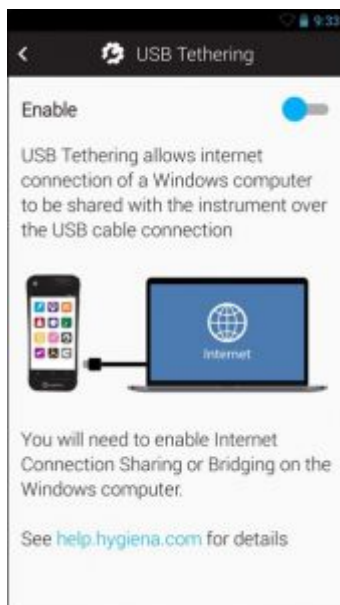 9:33
USB Tethering
Enable
USB Tethering allows internet
connection of a Windows computer
to be shared with the instrument over
the USB cable connection
Internet
You will need to enable Internet
Connection Sharing or Bridging on the
Windows computer.
See help.hygiena.com for details